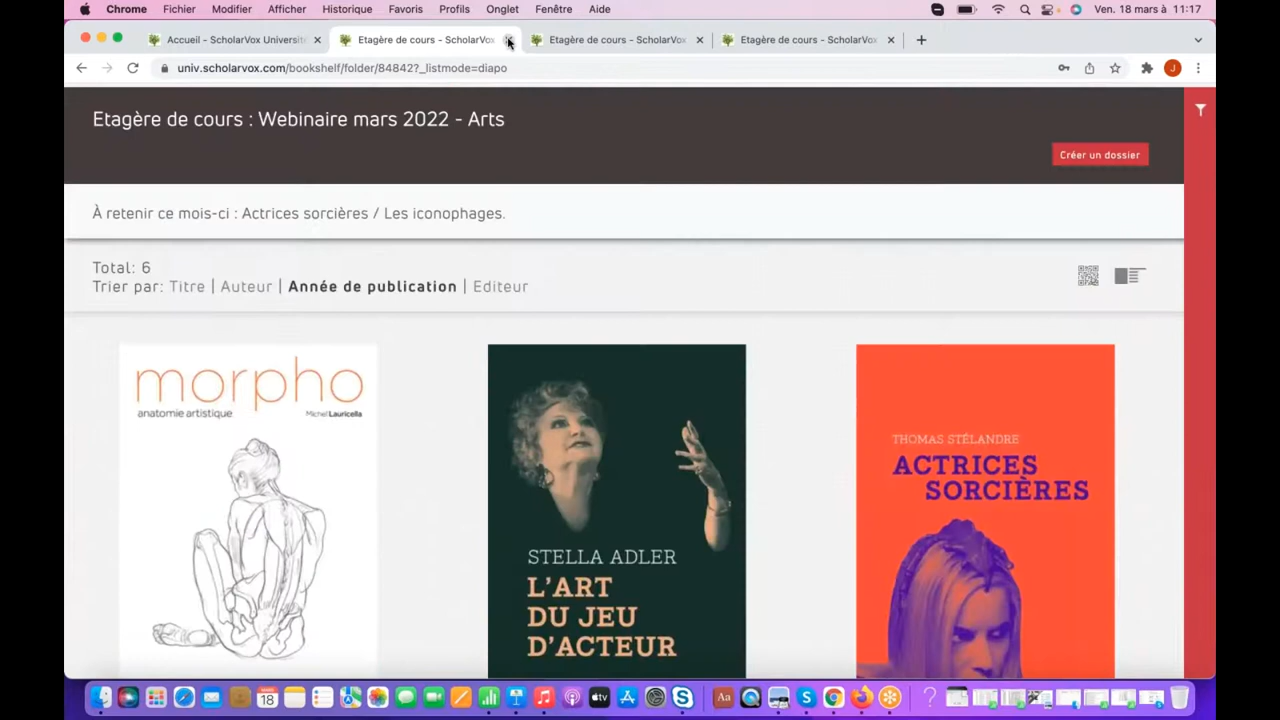 Chrome Fichier Modifier Afficher Historique Favoris Profils Onglet Fenêtre Aide Ven. 18 mars à 11:17
Accueil - ScholarVox Universit Etagère de cours - ScholarVox Etagère de cours - ScholarVox Etagère de cours - ScholarVox
univ.scholarvox.com/bookshelf/folder/84842?_listmode=diapo J
Etagère de cours : Webinaire mars 2022 - Arts
Créer un dossier
À retenir ce mois-ci : Actrices sorcières / Les iconophages.
Total: 6
Trier par: Titre | Auteur | Année de publication | Editeur
morpho
anatomie artistique Michel Lauricella
STELLA ADLER
L'ART
DU JEU
D'ACTEUR
THOMAS STÉLANDRE
ACTRICES
SORCIÈRES
tv
18
Aa